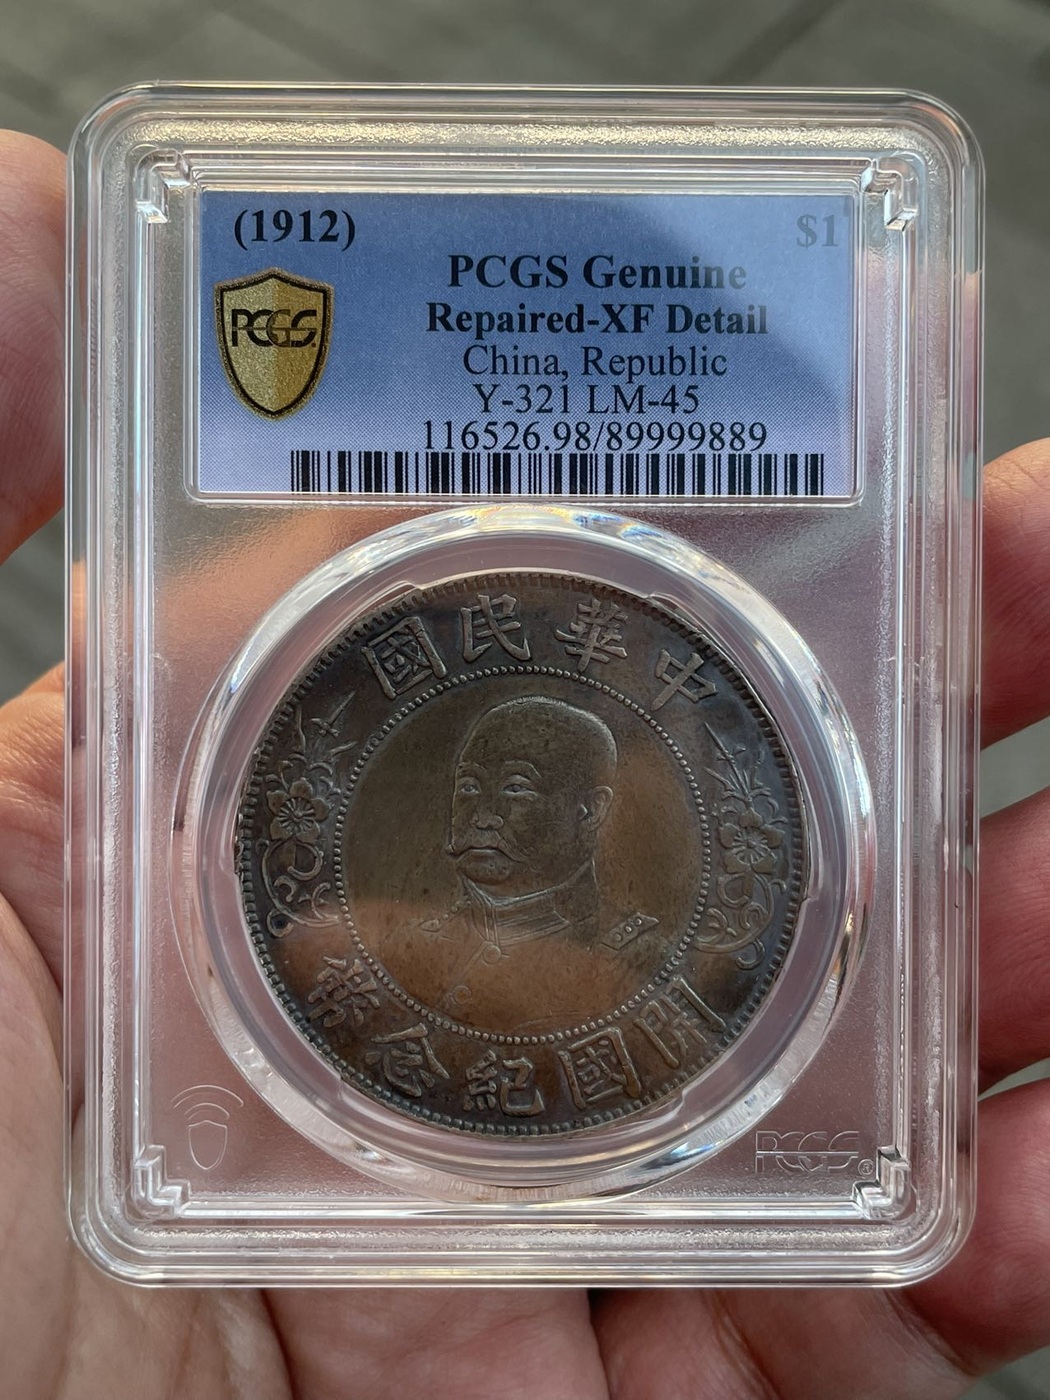 (1912)
$1
PCGS Genuine
PCGS
Repaired-XF Detail
China, Republic
Y-321 LM-45
116526.98/89999889
中華民國
開國紀念幣
PCGS®